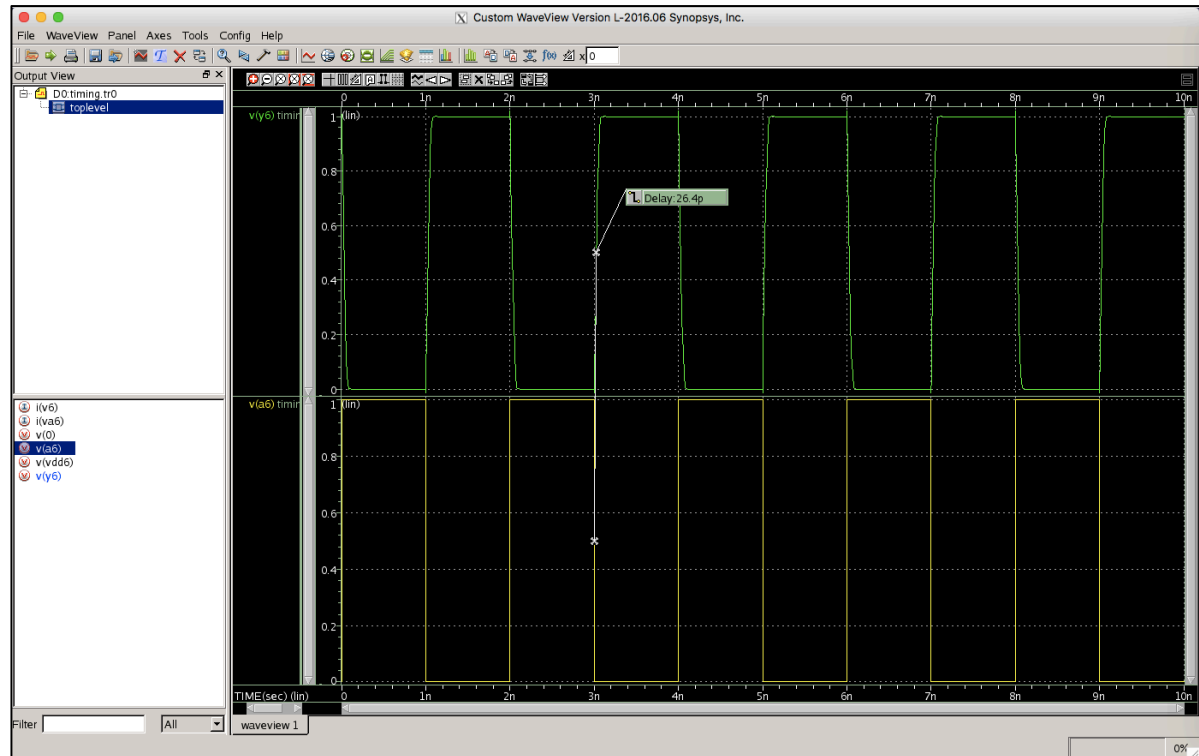 X Custom WaveView Version L-2016.06 Synopsys, Inc.
File WaveView Panel Axes Tools Config Help
f00 x 0
Output View
D0:timing.tr0
toplevel
0 1n 2n 3n 4n 5n 6n 7n 8n 9n 10n
v(y6) timin 1 (lin)
0.8
Delay:26.4p
0.6
0.4
0.2
0
i(v6)
i(va6)
v(0)
v(a6)
v(vdd6)
v(y6)
v(a6) timin 1 (lin)
0.8
0.6
0.4
0.2
0
TIME(sec) (lin) 0 1n 2n 3n 4n 5n 6n 7n 8n 9n 10n
Filter All waveview 1
0%